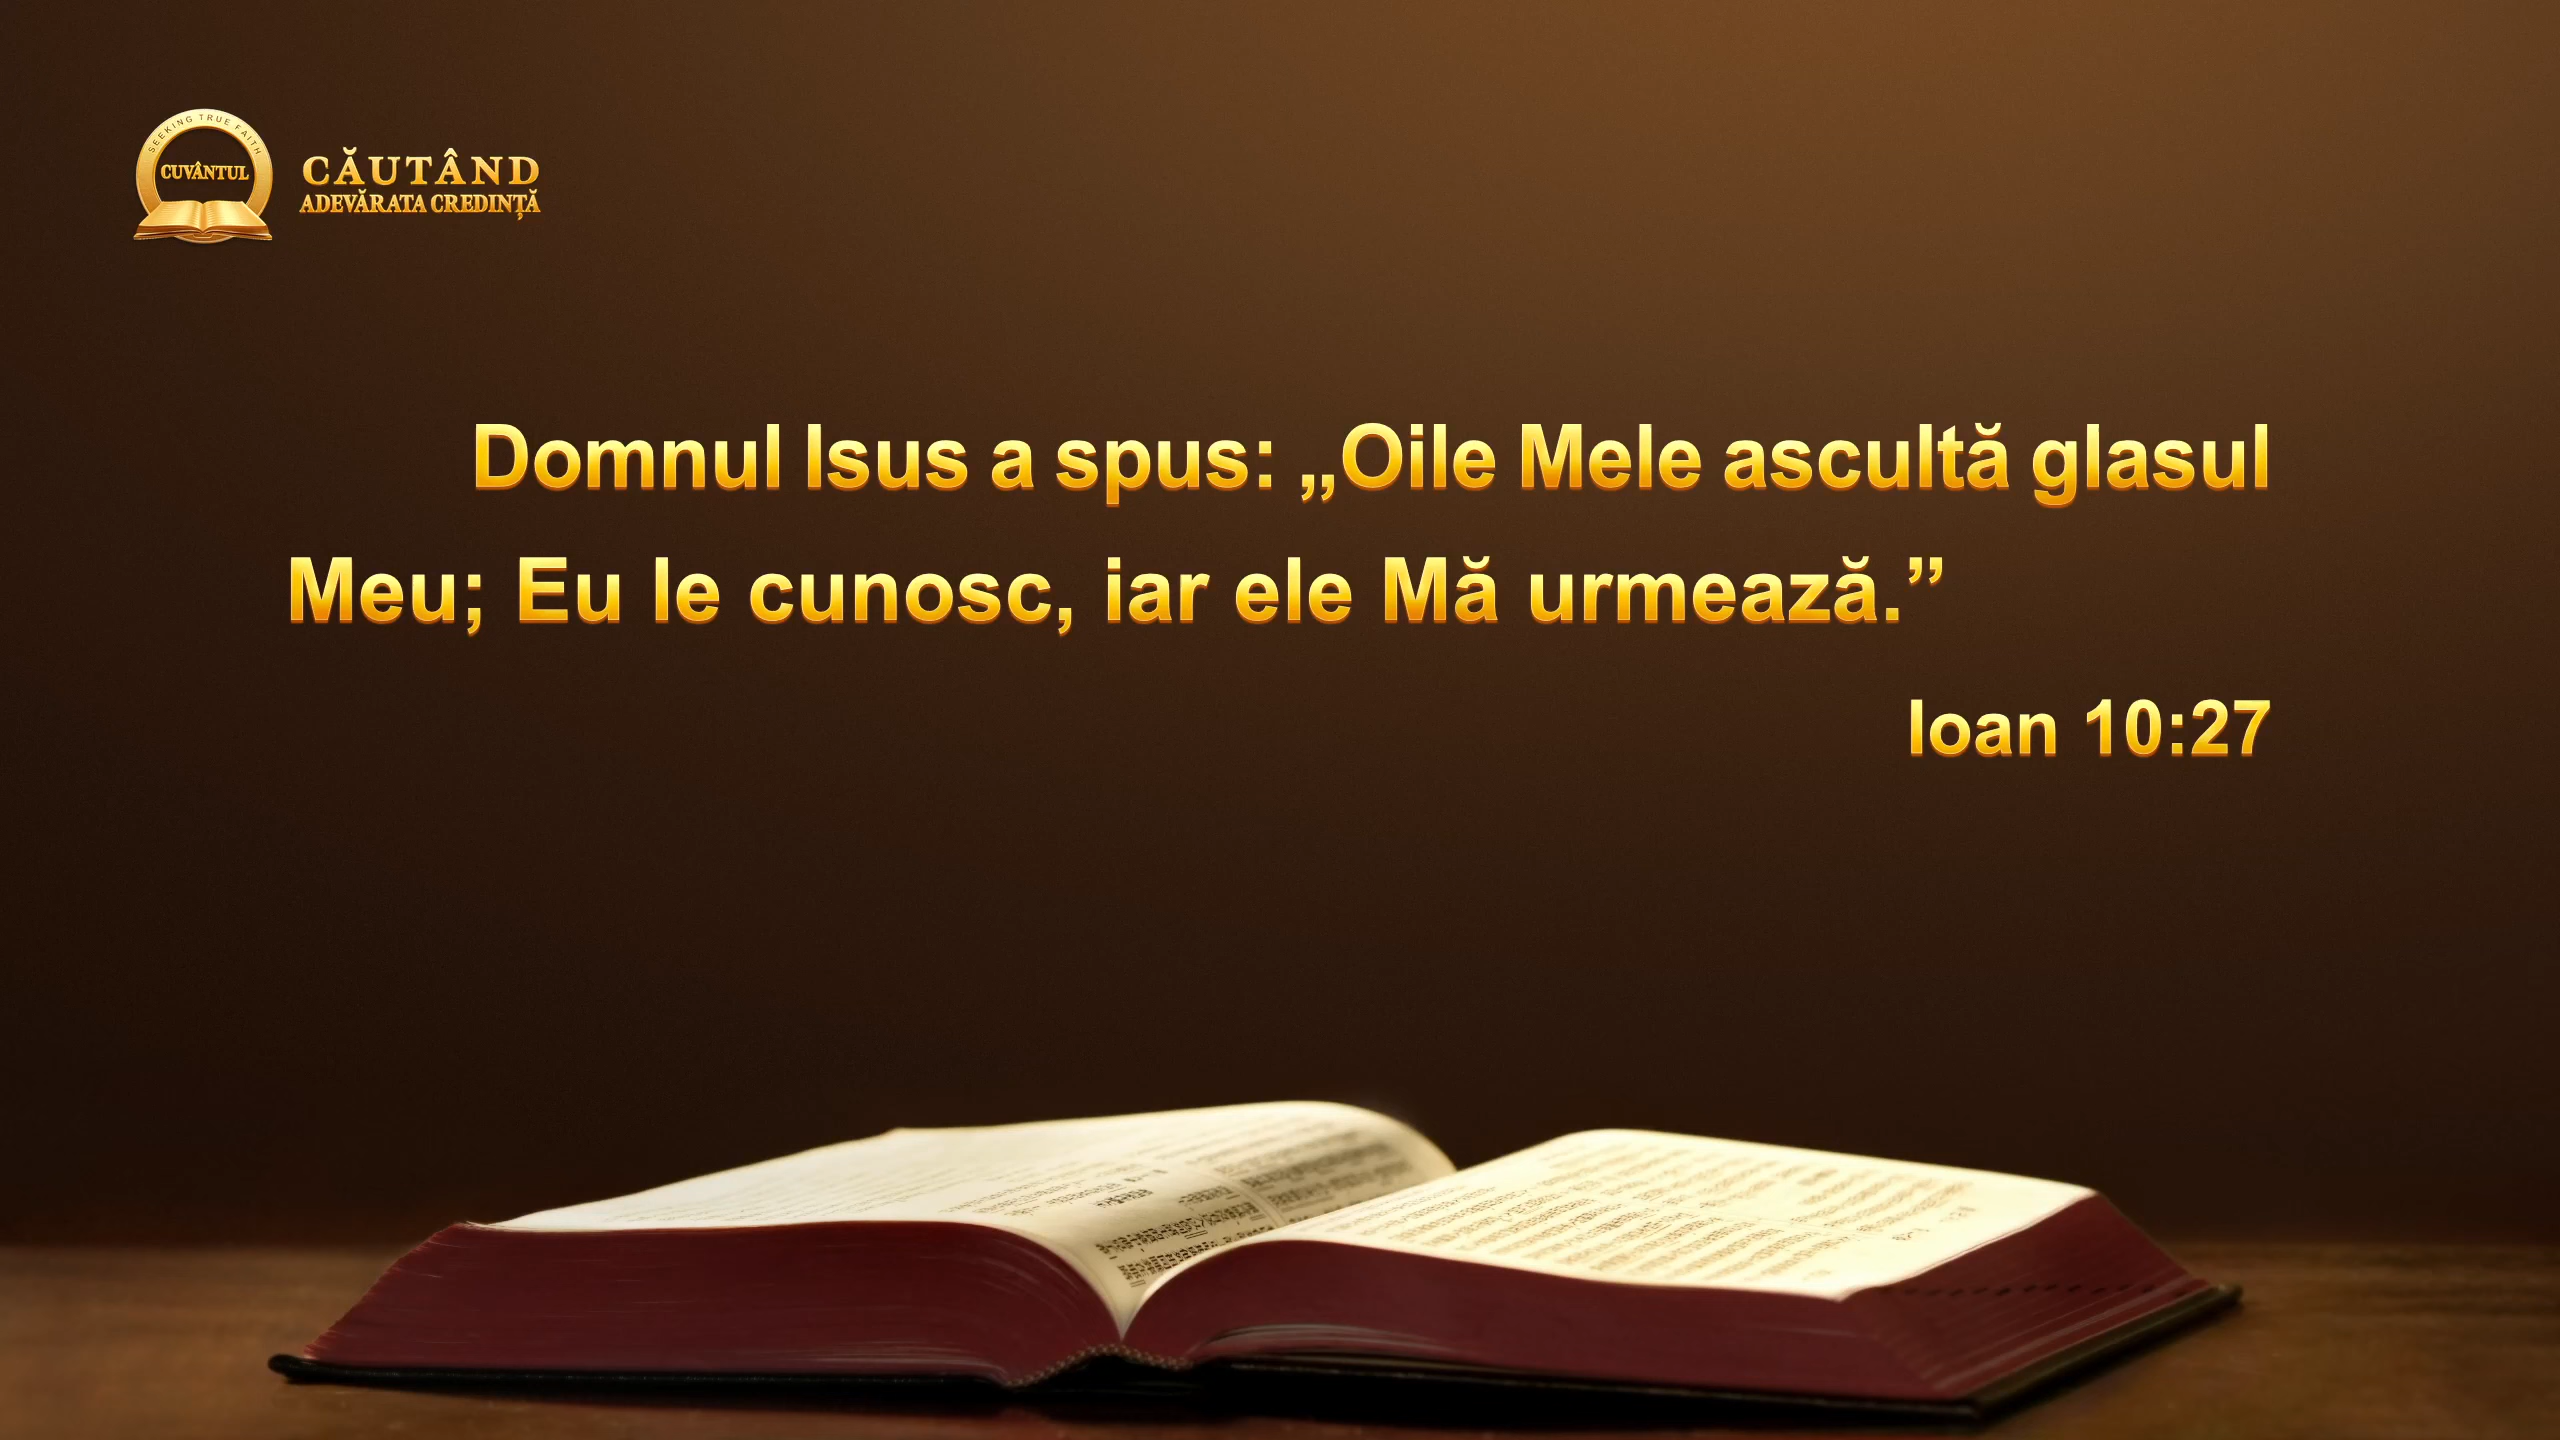 SEEKING TRUE FAITH
CUVÂNTUL
CĂUTÂND
ADEVĂRATA CREDINȚĂ
Domnul Isus a spus: „Oile Mele ascultă glasul
Meu; Eu le cunosc, iar ele Mă urmează.”
Ioan 10:27